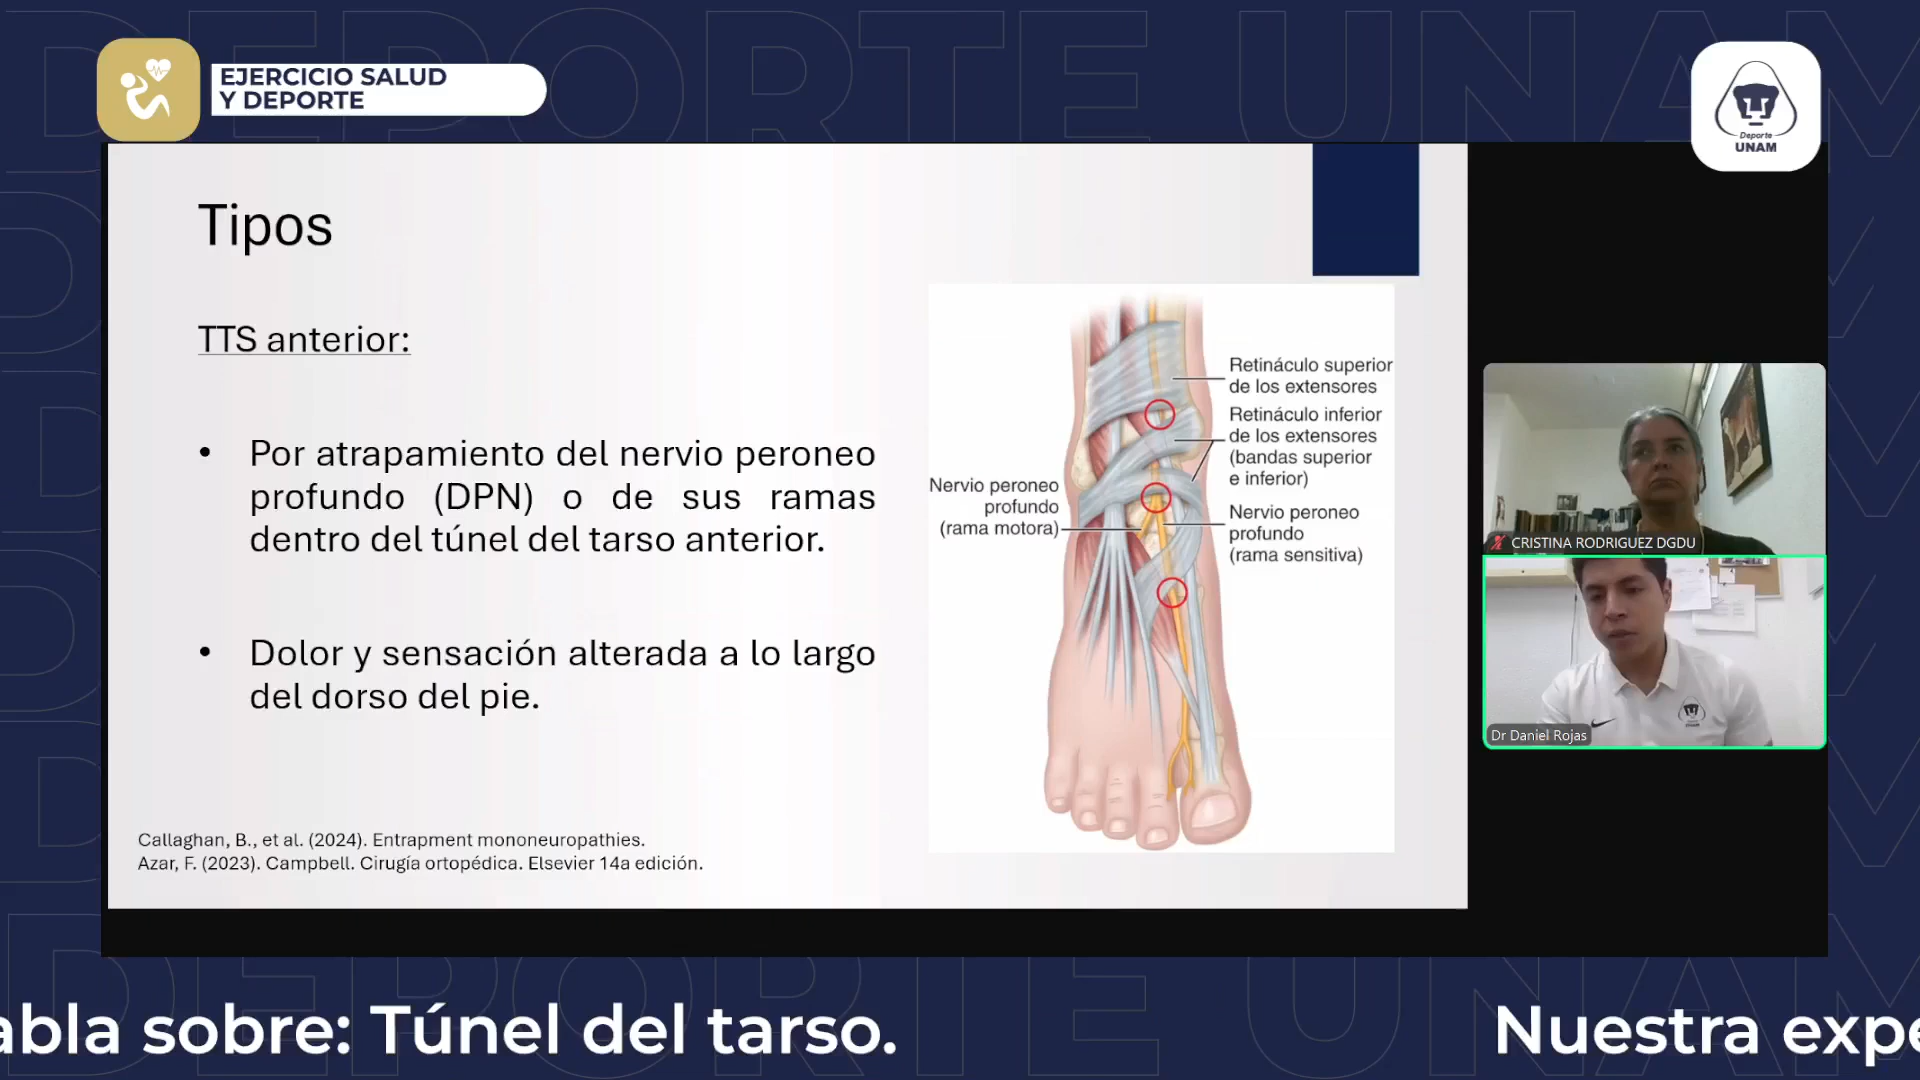 EJERCICIO SALUD
Y DEPORTE
Deporte
UNAM
DEPORTE UNAM
Tipos
TTS anterior:
• Por atrapamiento del nervio peroneo
profundo (DPN) o de sus ramas
dentro del túnel del tarso anterior.
• Dolor y sensación alterada a lo largo
del dorso del pie.
Retináculo superior
de los extensores
Retináculo inferior
de los extensores
(bandas superior
e inferior)
Nervio peroneo
profundo
(rama motora)
Nervio peroneo
profundo
(rama sensitiva)
Callaghan, B., et al. (2024). Entrapment mononeuropathies.
Azar, F. (2023). Campbell. Cirugía ortopédica. Elsevier 14a edición.
CRISTINA RODRIGUEZ DGDU
Dr Daniel Rojas
DEPORTE UNAM
abla sobre: Túnel del tarso.
Nuestra expe